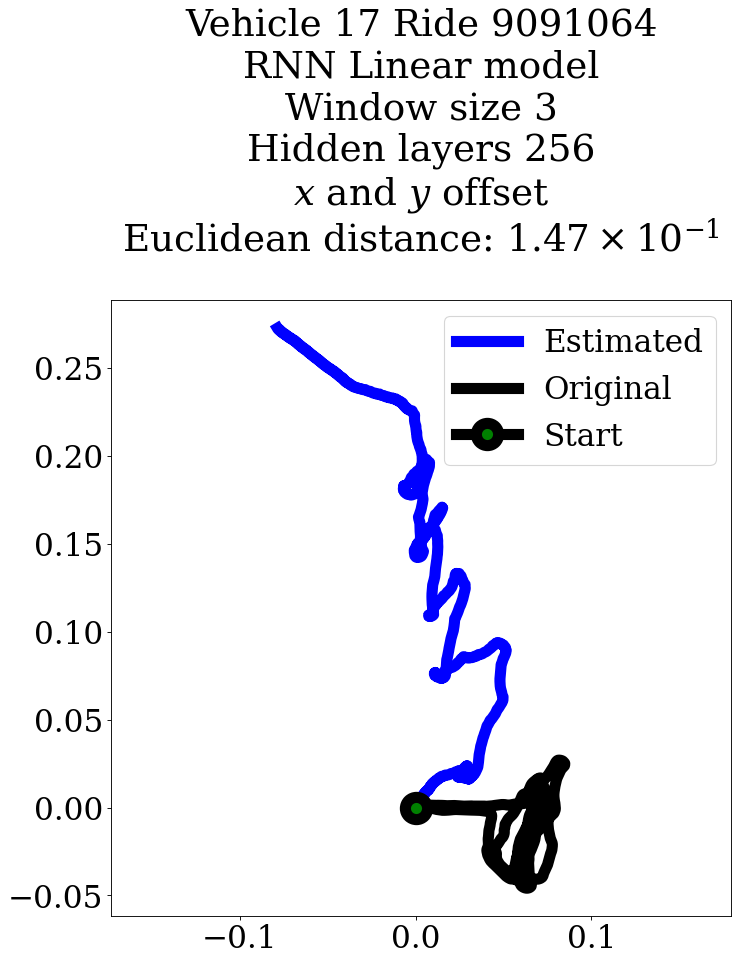 Vehicle 17 Ride 9091064
RNN Linear model
Window size 3
Hidden layers 256
x and y offset
Euclidean distance: 1.47 × 10⁻¹
Estimated
Original
Start
0.25
0.20
0.15
0.10
0.05
0.00
−0.05
−0.1 0.0 0.1